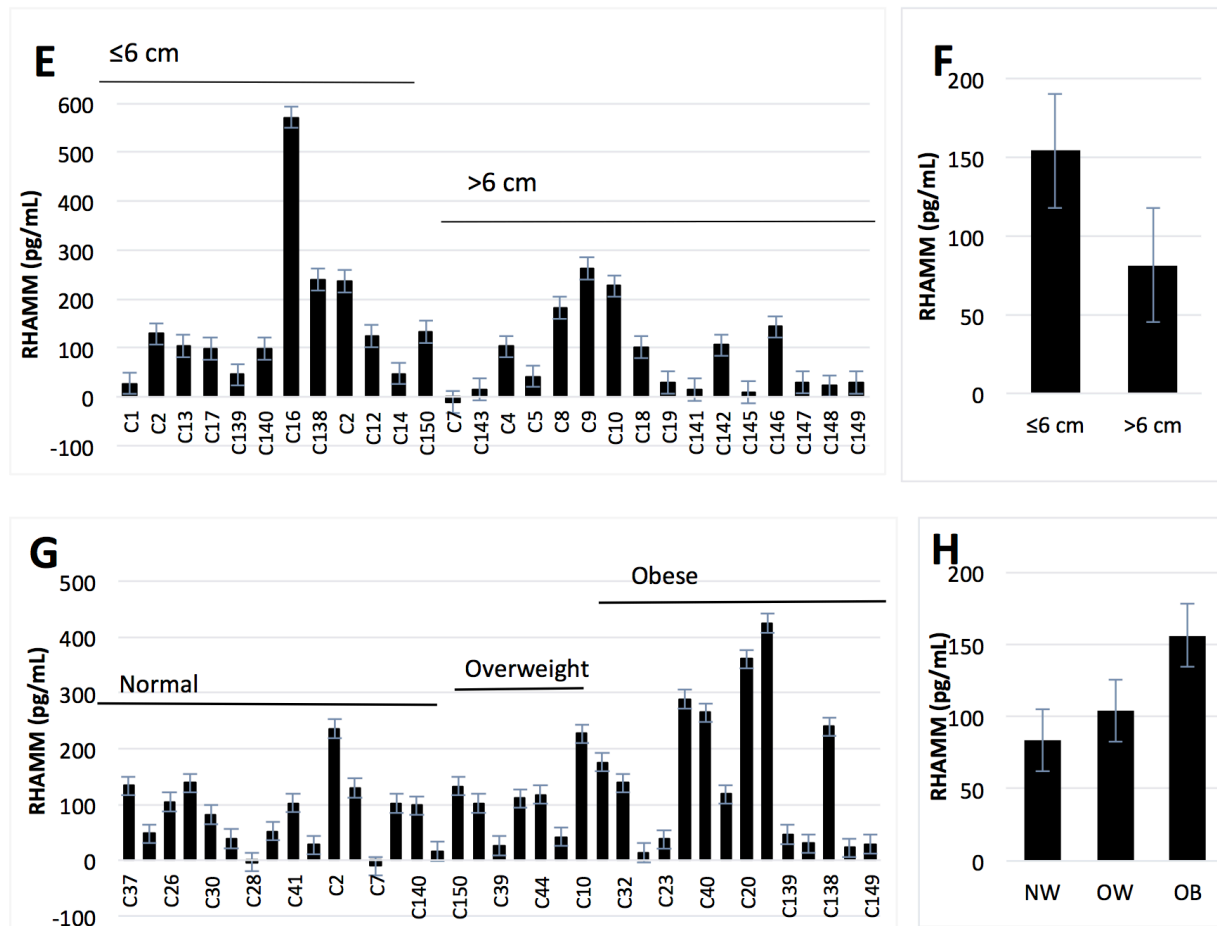 E
≤6 cm
>6 cm
RHAMM (pg/mL)
600
500
400
300
200
100
0
-100
C1 C2 C13 C17 C139 C140 C16 C138 C2 C12 C14 C150 C7 C143 C4 C5 C8 C9 C10 C18 C19 C141 C142 C145 C146 C147 C148 C149
F
RHAMM (pg/mL)
200
150
100
50
0
≤6 cm >6 cm
G
Normal
Overweight
Obese
RHAMM (pg/mL)
500
400
300
200
100
0
-100
C37 C26 C30 C28 C41 C2 C7 C140 C150 C39 C44 C10 C32 C23 C40 C20 C139 C138 C149
H
RHAMM (pg/mL)
200
150
100
50
0
NW OW OB